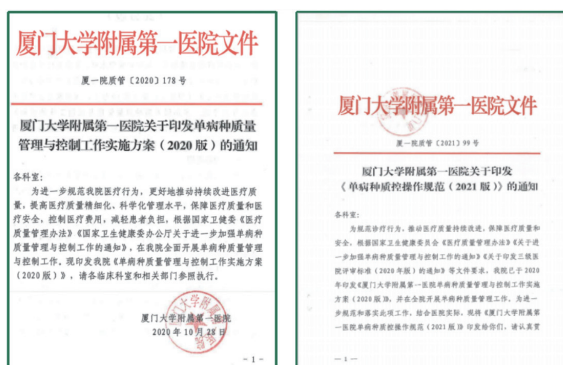 厦门大学附属第一医院文件
厦一院质管〔2020〕178号
厦门大学附属第一医院关于印发单病种质量
管理与控制工作实施方案（2020版）的通知
各科室：
为进一步规范我院医疗行为，更好地推动持续改进医疗质
量，提高医疗质量精细化、科学化管理水平，保障医疗质量和医
疗安全，控制医疗费用，减轻患者负担，根据国家卫健委《医疗
质量管理办法》《国家卫生健康委办公厅关于进一步加强单病种
质量管理与控制工作的通知》，在我院全面开展单病种质量管理
与控制工作。现印发我院《单病种质量管理与控制工作实施方案
（2020版）》，请各临床科室和相关部门参照执行。
厦门大学附属第一医院
2020年10月28日
- 1 -
厦门大学附属第一医院文件
厦一院质管〔2021〕99号
厦门大学附属第一医院关于印发
《单病种质控操作规范（2021版）》的通知
各科室：
为规范诊疗行为，推动医疗质量持续改进，保障医疗质量和
安全，根据国家卫生健康委员会《医疗质量管理办法》《关于进
一步加强单病种质量管理与控制工作的通知》《关于印发三级医
院评审标准（2020年版）的通知》等文件要求，我院已于2020
年印发《厦门大学附属第一医院单病种质量管理与控制工作实施
方案（2020版）》，并在全院开展单病种质量管理工作。为进一
步规范和落实此项工作，结合医院实际，现将《厦门大学附属第
一医院单病种质控操作规范（2021版）》印发给你们，请认真贯
— 1 —